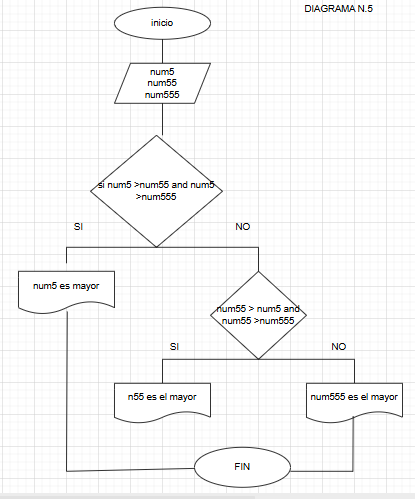 DIAGRAMA N.5
inicio
num5
num55
num555
si num5 >num55 and num5
>num555
SI
NO
num5 es mayor
num55 > num5 and
num55 >num555
SI
NO
n55 es el mayor
num555 es el mayor
FIN